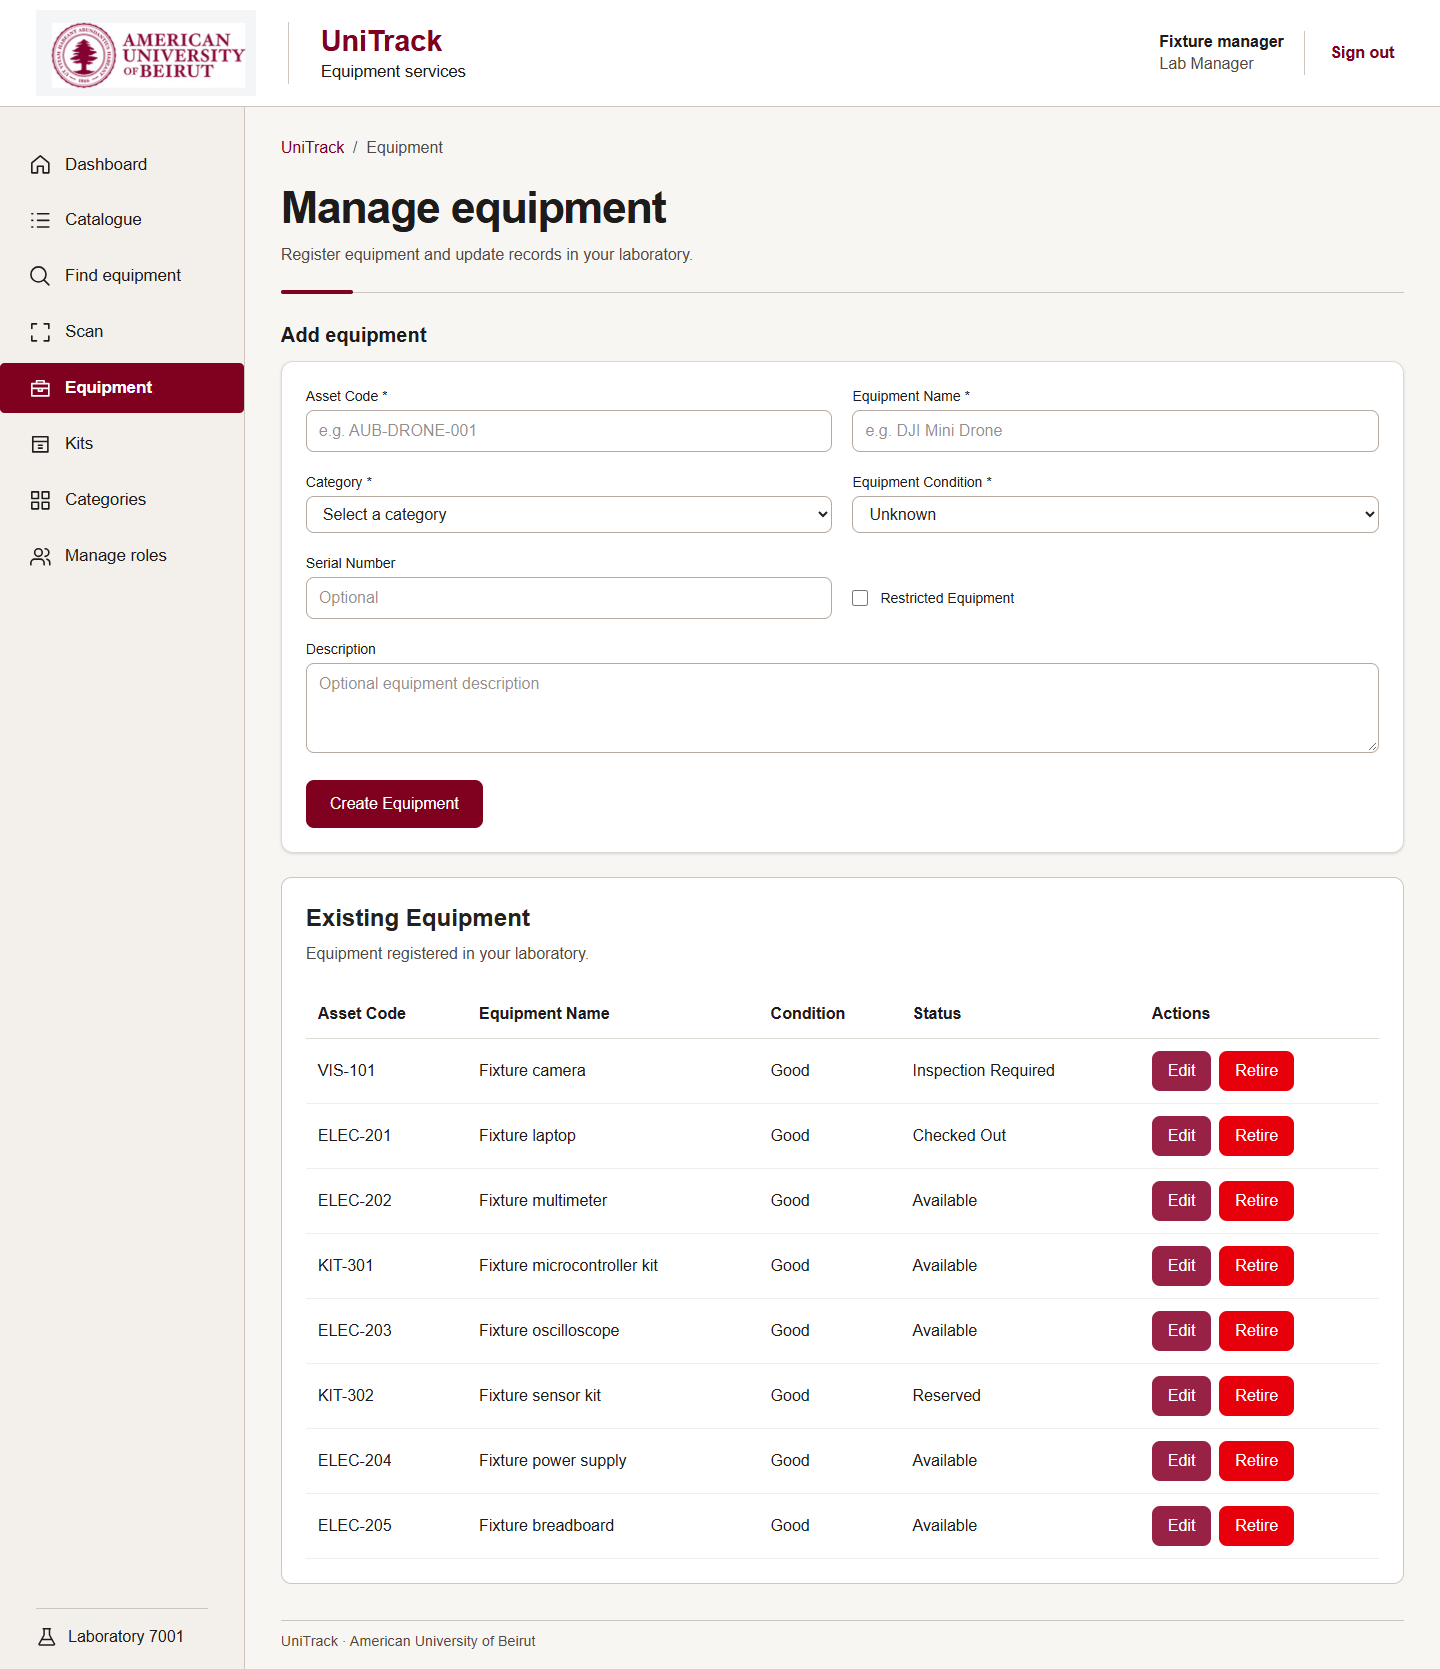 AMERICAN
UNIVERSITY
OF BEIRUT
UniTrack
Equipment services
Fixture manager
Lab Manager
Sign out
Dashboard
Catalogue
Find equipment
Scan
Equipment
Kits
Categories
Manage roles
Laboratory 7001
UniTrack / Equipment
Manage equipment
Register equipment and update records in your laboratory.
Add equipment
Asset Code * Equipment Name *
e.g. AUB-DRONE-001 e.g. DJI Mini Drone
Category * Equipment Condition *
Select a category Unknown
Serial Number
Optional Restricted Equipment
Description
Optional equipment description
Create Equipment
Existing Equipment
Equipment registered in your laboratory.
Asset Code Equipment Name Condition Status Actions
VIS-101 Fixture camera Good Inspection Required Edit Retire
ELEC-201 Fixture laptop Good Checked Out Edit Retire
ELEC-202 Fixture multimeter Good Available Edit Retire
KIT-301 Fixture microcontroller kit Good Available Edit Retire
ELEC-203 Fixture oscilloscope Good Available Edit Retire
KIT-302 Fixture sensor kit Good Reserved Edit Retire
ELEC-204 Fixture power supply Good Available Edit Retire
ELEC-205 Fixture breadboard Good Available Edit Retire
UniTrack · American University of Beirut